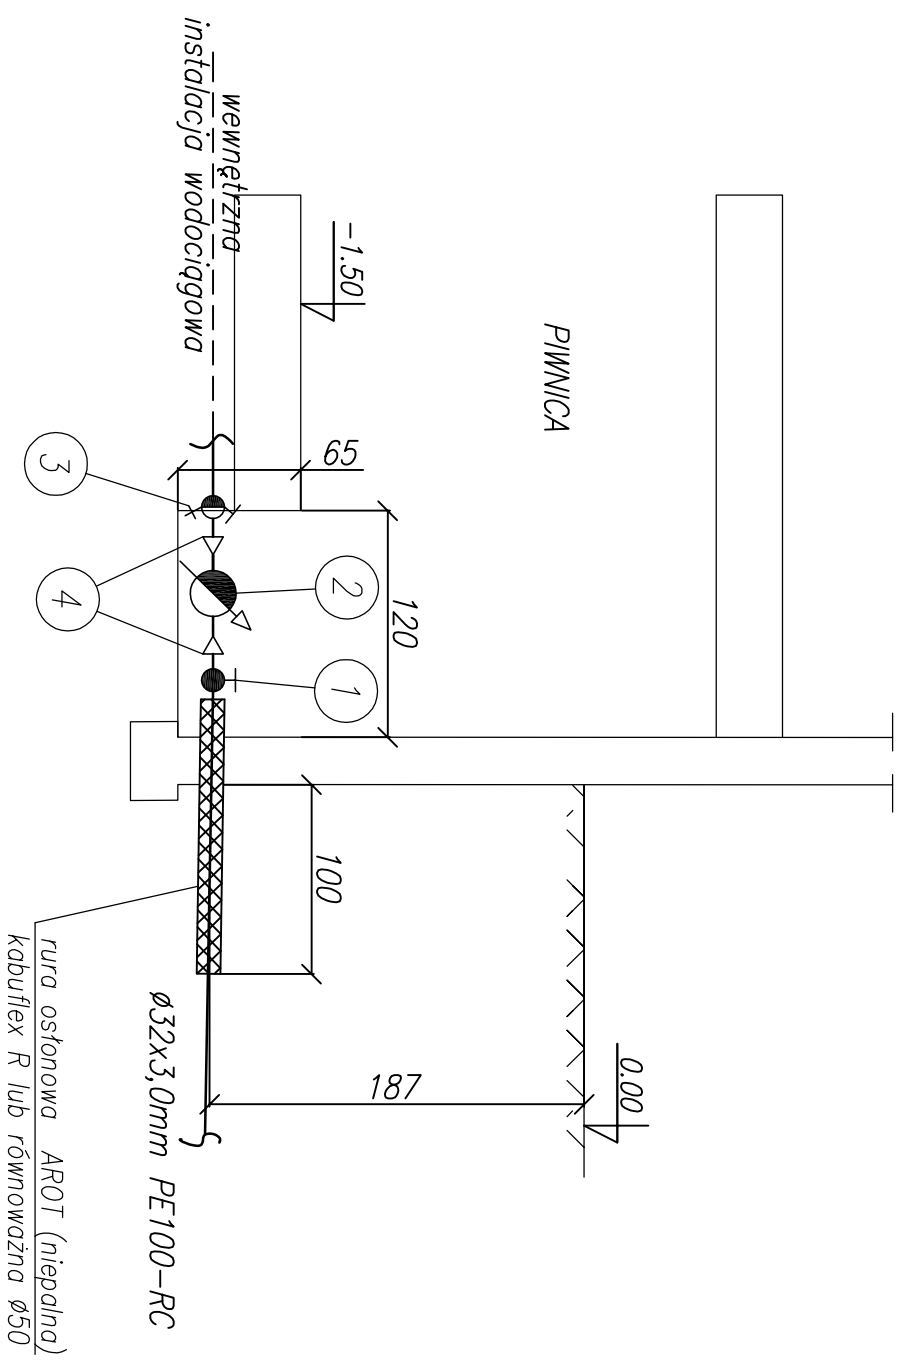 PIWNICA
0.00
-1.50
187
65
120
100
1
2
3
4
wewnętrzna
instalacja wodociągowa
ø32x3,0mm PE100-RC
rura osłonowa AROT (niepalna)
kabuflex R lub równoważna ø50